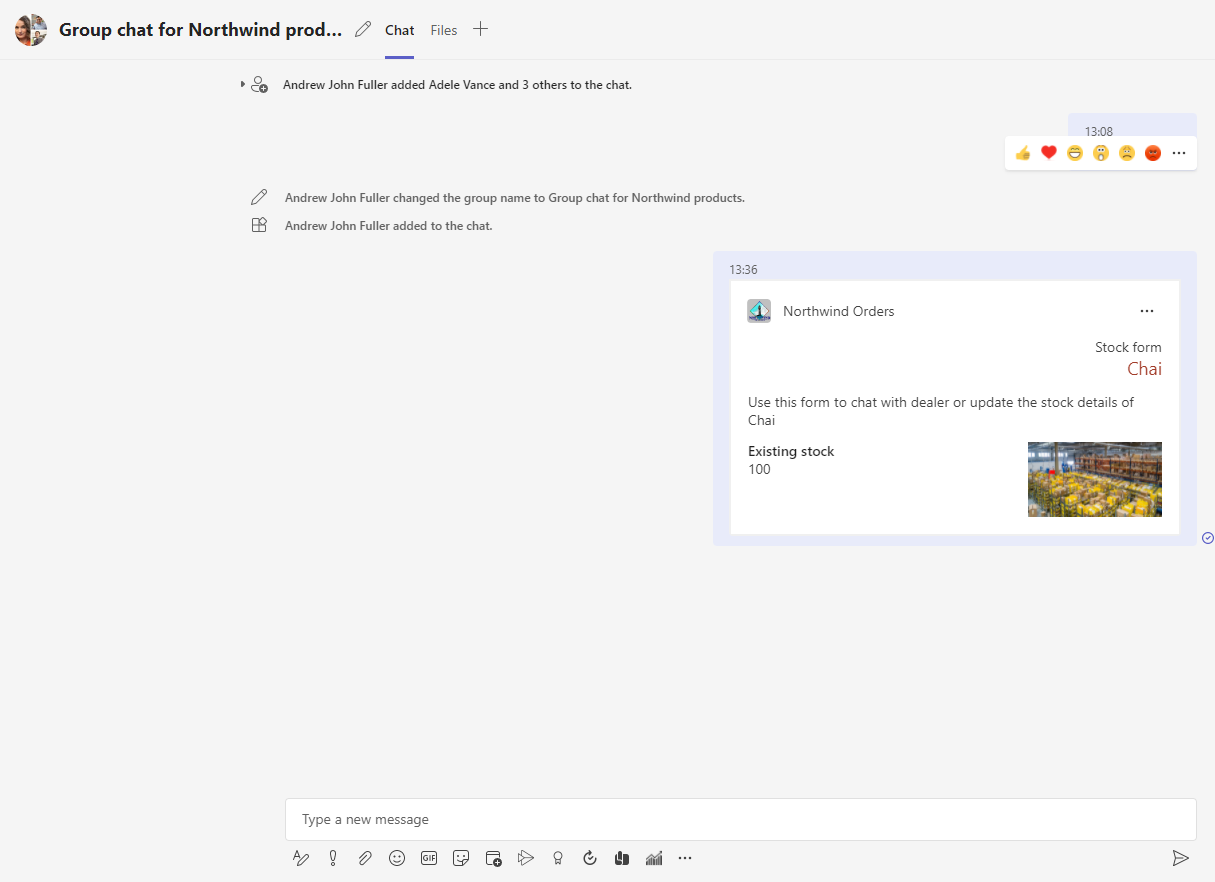 Group chat for Northwind prod...
Chat
Files
Andrew John Fuller added Adele Vance and 3 others to the chat.
13:08
Andrew John Fuller changed the group name to Group chat for Northwind products.
Andrew John Fuller added to the chat.
13:36
Northwind Orders
Stock form
Chai
Use this form to chat with dealer or update the stock details of
Chai
Existing stock
100
Type a new message
GIF